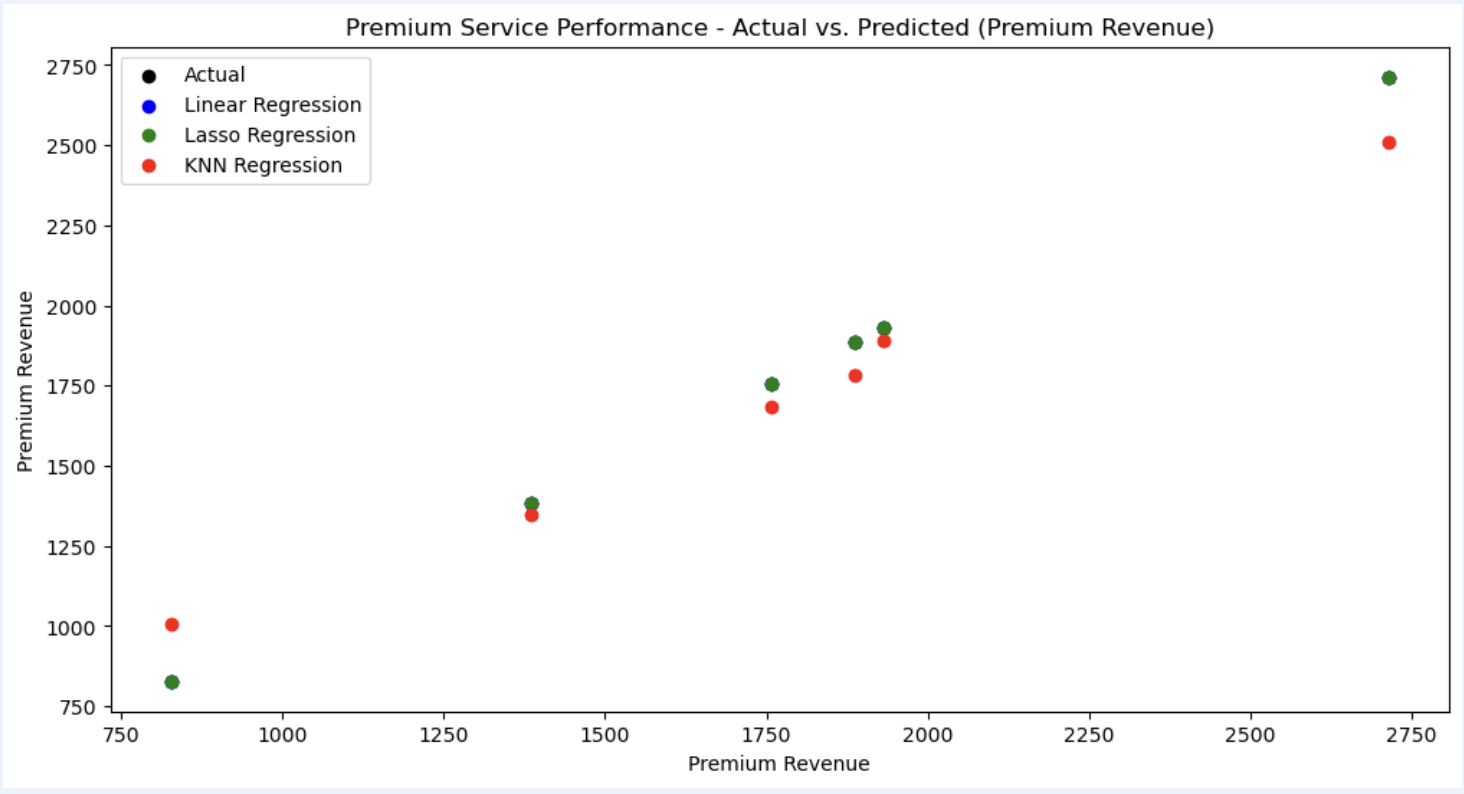 Premium Service Performance - Actual vs. Predicted (Premium Revenue)
Actual
Linear Regression
Lasso Regression
KNN Regression
Premium Revenue
2750
2500
2250
2000
1750
1500
1250
1000
750
750
1000
1250
1500
1750
2000
2250
2500
2750
Premium Revenue